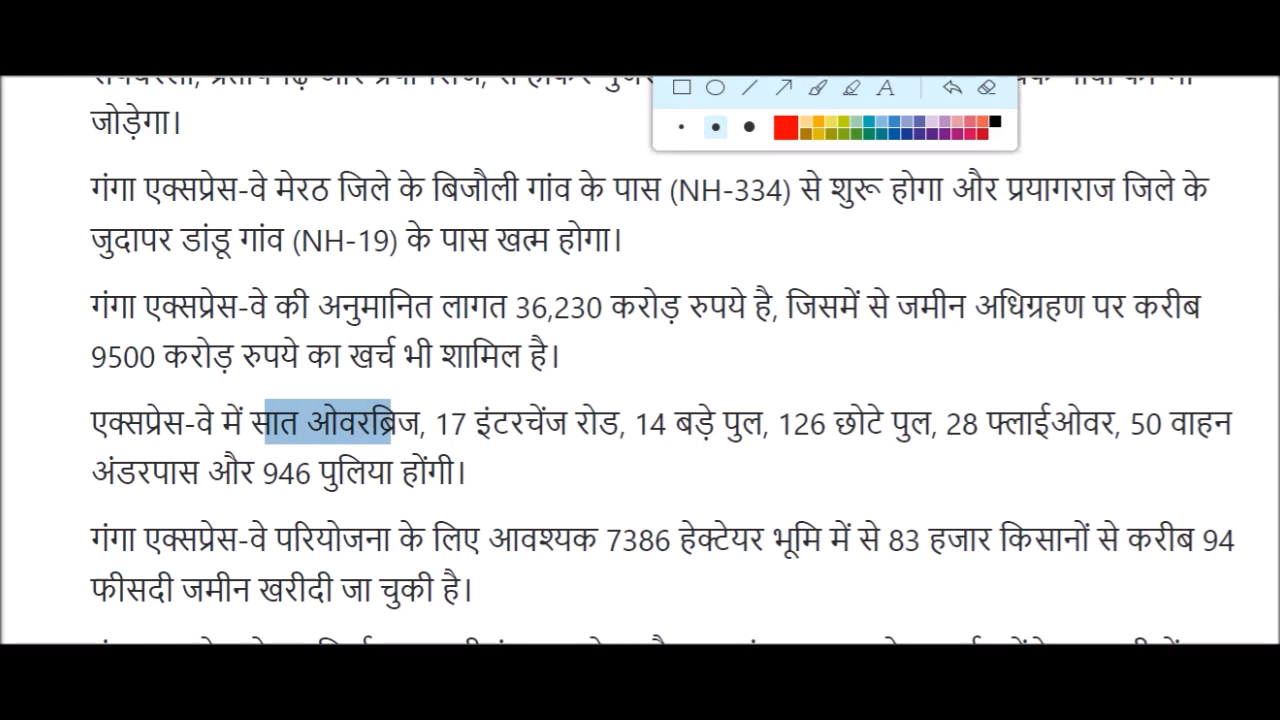 जोड़ेगा।
गंगा एक्सप्रेस-वे मेरठ जिले के बिजौली गांव के पास (NH-334) से शुरू होगा और प्रयागराज जिले के
जुदापर डांडू गांव (NH-19) के पास खत्म होगा।
गंगा एक्सप्रेस-वे की अनुमानित लागत 36,230 करोड़ रुपये है, जिसमें से जमीन अधिग्रहण पर करीब
9500 करोड़ रुपये का खर्च भी शामिल है।
एक्सप्रेस-वे में सात ओवरब्रिज, 17 इंटरचेंज रोड, 14 बड़े पुल, 126 छोटे पुल, 28 फ्लाईओवर, 50 वाहन
अंडरपास और 946 पुलिया होंगी।
गंगा एक्सप्रेस-वे परियोजना के लिए आवश्यक 7386 हेक्टेयर भूमि में से 83 हजार किसानों से करीब 94
फीसदी जमीन खरीदी जा चुकी है।